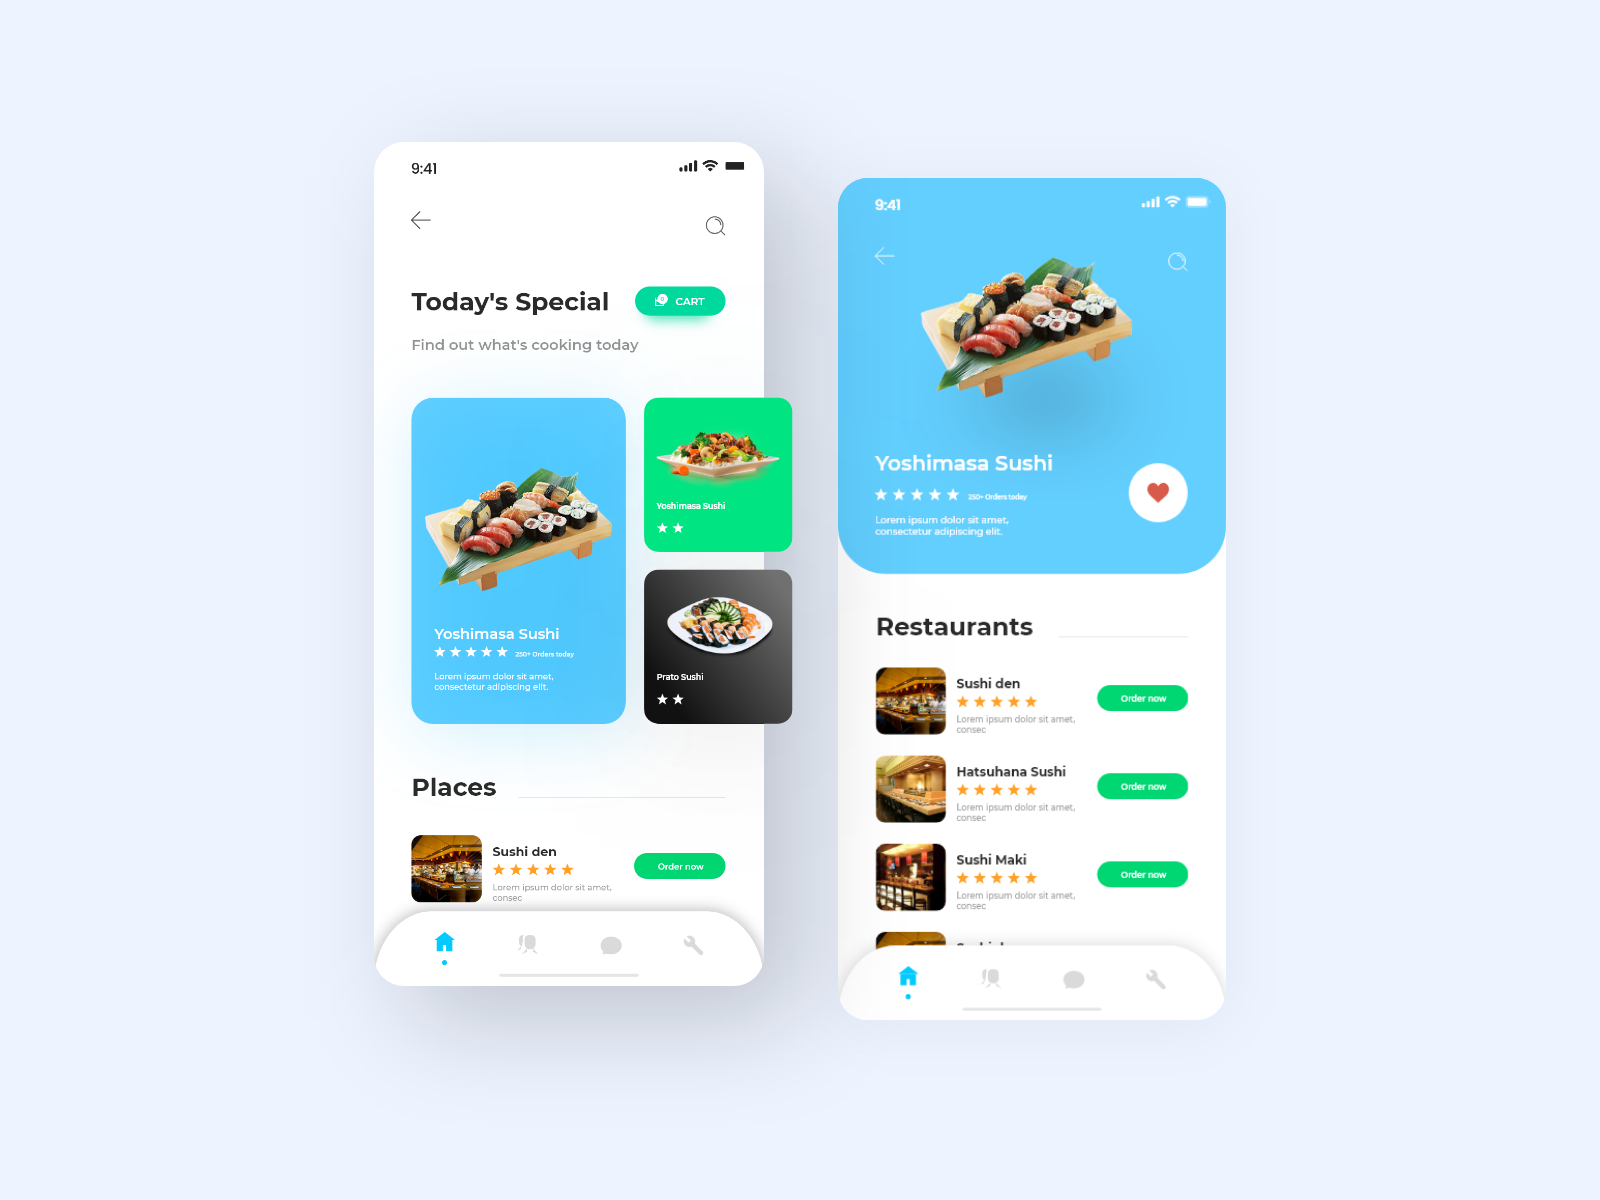 9:41
Today's Special
0
CART
Find out what's cooking today
Yoshimasa Sushi
250+ Orders today
Lorem ipsum dolor sit amet,
consectetur adipiscing elit.
Yoshimasa Sushi
Prato Sushi
Places
Sushi den
Lorem ipsum dolor sit amet,
consec
Order now
9:41
Yoshimasa Sushi
250+ Orders today
Lorem ipsum dolor sit amet,
consectetur adipiscing elit.
Restaurants
Sushi den
Lorem ipsum dolor sit amet,
consec
Order now
Hatsuhana Sushi
Lorem ipsum dolor sit amet,
consec
Order now
Sushi Maki
Lorem ipsum dolor sit amet,
consec
Order now